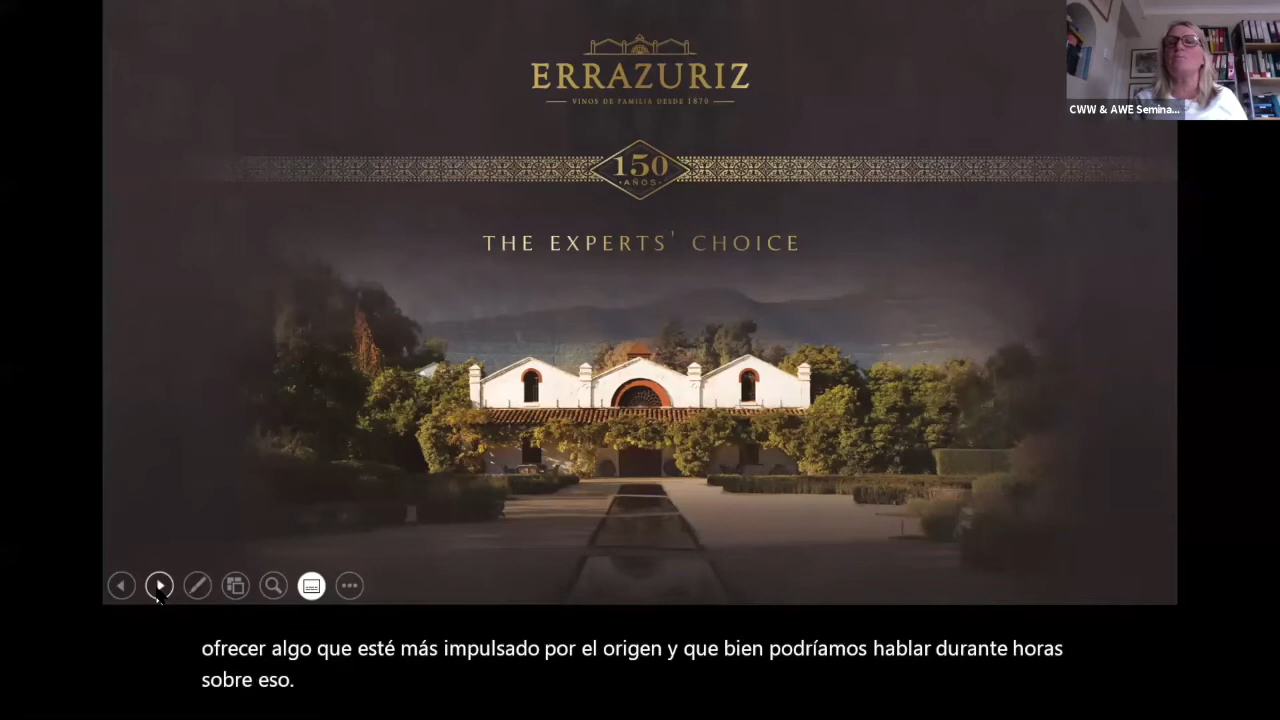 ERRAZURIZ
VINOS DE FAMILIA DESDE 1870
CWW & AWE Semina...
150
AÑOS
THE EXPERTS' CHOICE
ofrecer algo que esté más impulsado por el origen y que bien podríamos hablar durante horas
sobre eso.